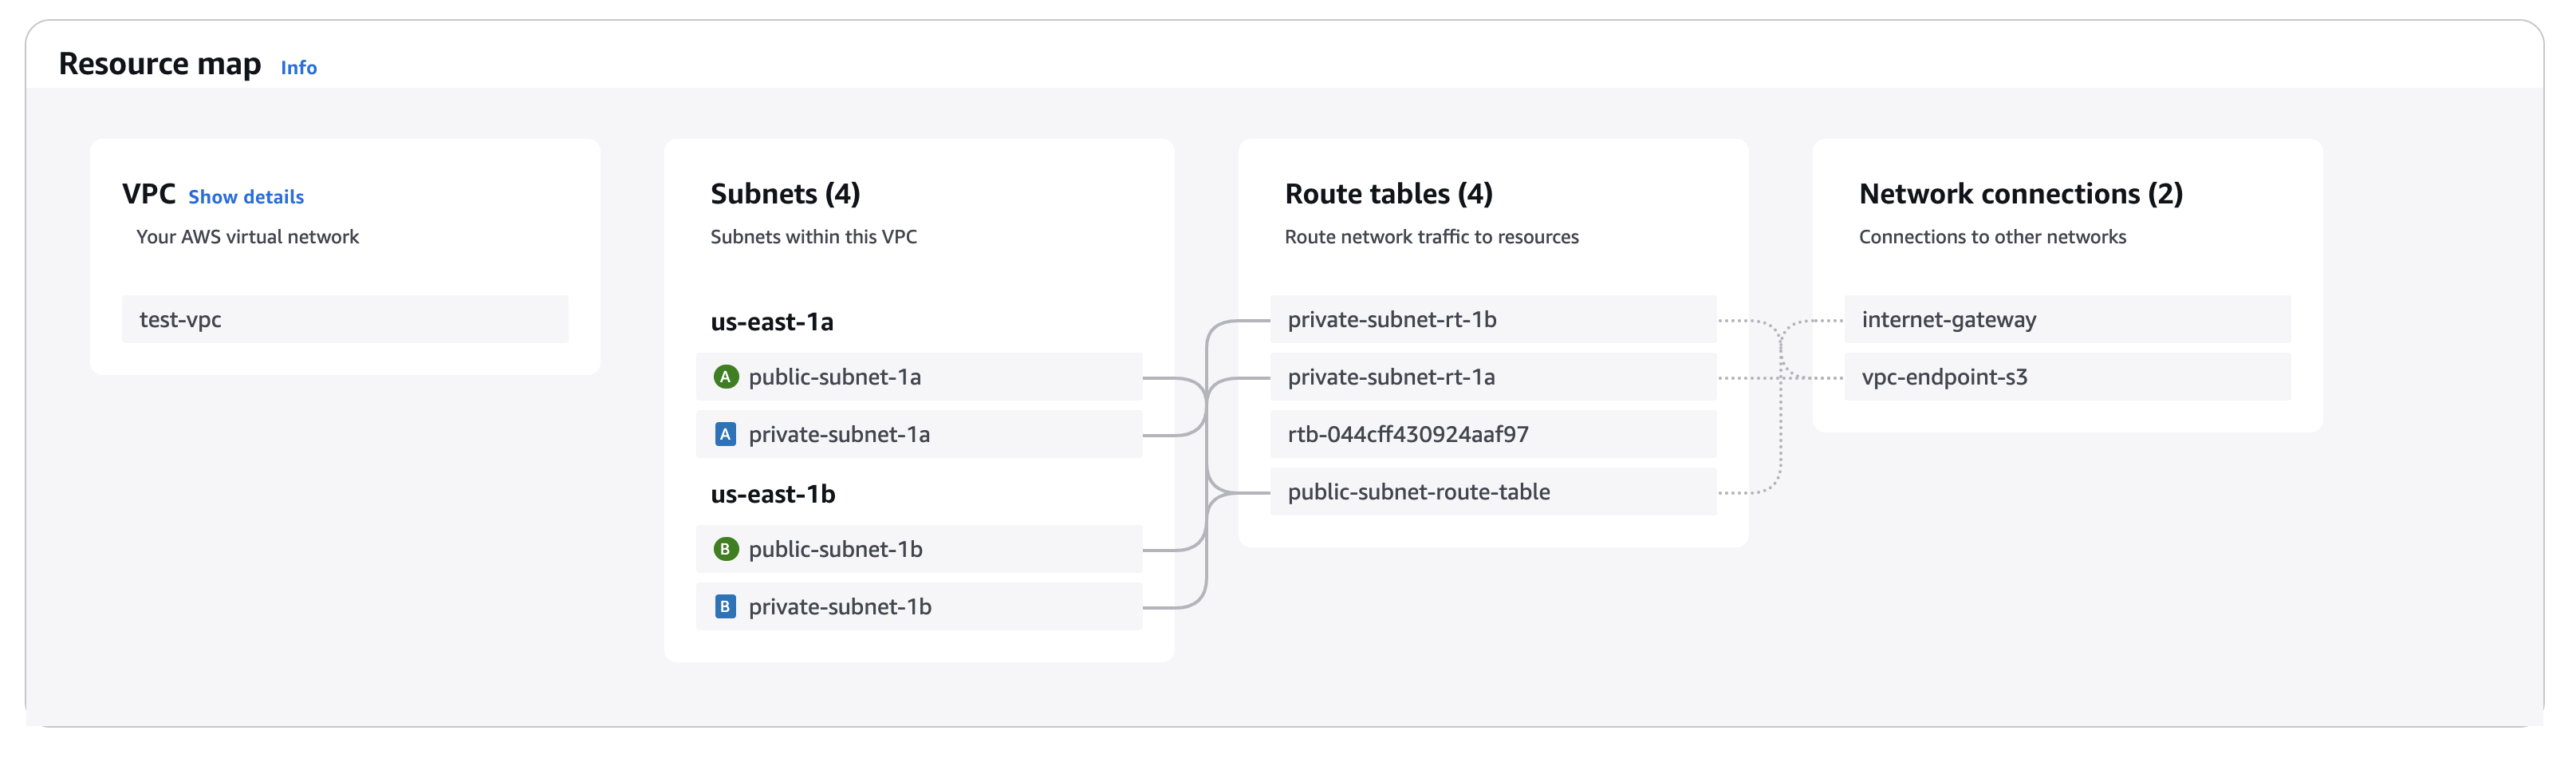 Resource map Info
VPC Show details
Your AWS virtual network
test-vpc
Subnets (4)
Subnets within this VPC
us-east-1a
A public-subnet-1a
A private-subnet-1a
us-east-1b
B public-subnet-1b
B private-subnet-1b
Route tables (4)
Route network traffic to resources
private-subnet-rt-1b
private-subnet-rt-1a
rtb-044cff430924aaf97
public-subnet-route-table
Network connections (2)
Connections to other networks
internet-gateway
vpc-endpoint-s3